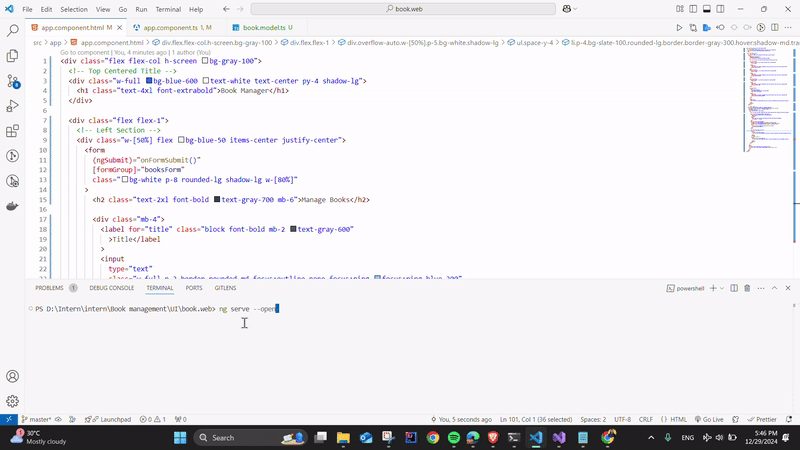 File Edit Selection View Go Run Terminal Help
book.web
app.component.html M
app.component.ts 1, M
book.model.ts U
src > app > app.component.html > div.flex.flex-col.h-screen.bg-gray-100 > div.flex.flex-1 > div.overflow-auto.w-[50%].p-5.bg-white.shadow-lg > ul.space-y-4 > li.p-4.bg-slate-100.rounded-lg.border.border-gray-300.hover:shadow-md.tran
Go to component | You, 4 minutes ago | 1 author (You)
1 <div class="flex flex-col h-screen bg-gray-100">
2 <!-- Top Centered Title -->
3 <div class="w-full bg-blue-600 text-white text-center py-4 shadow-lg">
4 <h1 class="text-4xl font-extrabold">Book Manager</h1>
5 </div>
6
7 <div class="flex flex-1">
8 <!-- Left Section -->
9 <div class="w-[50%] flex bg-blue-50 items-center justify-center">
10 <form
11 (ngSubmit)="onFormSubmit()"
12 [formGroup]="booksForm"
13 class="bg-white p-8 rounded-lg shadow-lg w-[80%]"
14 >
15 <h2 class="text-2xl font-bold text-gray-700 mb-6">Manage Books</h2>
16
17 <div class="mb-4">
18 <label for="title" class="block font-bold mb-2 text-gray-600"
19 >Title</label
20 >
21 <input
22 type="text"
PROBLEMS 1 DEBUG CONSOLE TERMINAL PORTS GITLENS
powershell
PS D:\Intern\intern\Book management\UI\book.web> ng serve --open
master* Launchpad 0 1 0
You, 5 seconds ago Ln 101, Col 1 (36 selected) Spaces: 2 UTF-8 CRLF HTML Go Live Prettier
30°C
Mostly cloudy
Search
ENG
5:46 PM
12/29/2024